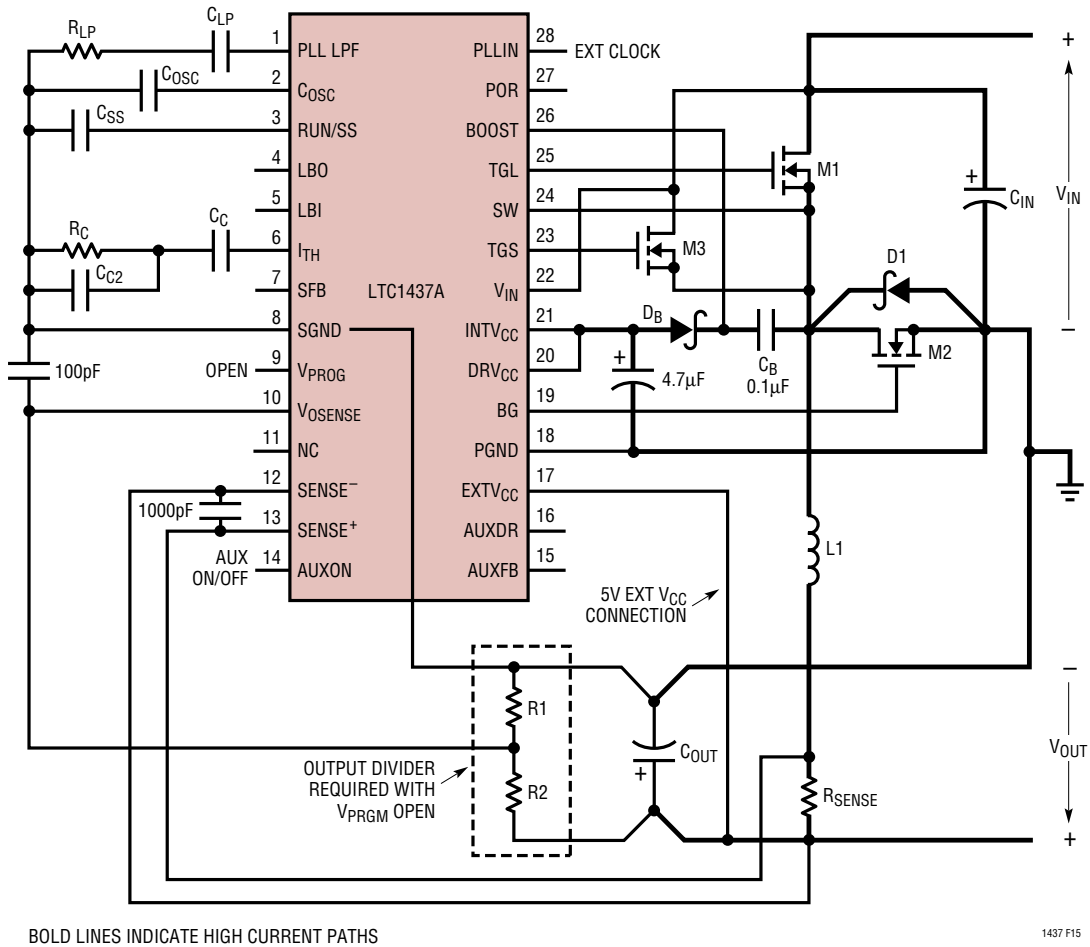 R_LP
C_LP
1 PLL LPF
C_OSC
2 C_OSC
C_SS
3 RUN/SS
4 LBO
5 LBI
R_C
C_C
6 I_TH
C_C2
7 SFB
8 SGND
100pF
OPEN
9 V_PROG
10 V_OSENSE
11 NC
12 SENSE⁻
1000pF
13 SENSE⁺
AUX
ON/OFF
14 AUXON
LTC1437A
PLLIN 28 EXT CLOCK
POR 27
BOOST 26
TGL 25
SW 24
TGS 23
V_IN 22
INTV_CC 21
DRV_CC 20
BG 19
PGND 18
EXTV_CC 17
AUXDR 16
AUXFB 15
M1
M3
+
C_IN
+
V_IN
−
D1
D_B
M2
+
4.7μF
C_B
0.1μF
L1
5V EXT V_CC
CONNECTION
R1
R2
OUTPUT DIVIDER
REQUIRED WITH
V_PRGM OPEN
C_OUT
+
R_SENSE
−
V_OUT
+
BOLD LINES INDICATE HIGH CURRENT PATHS
1437 F15